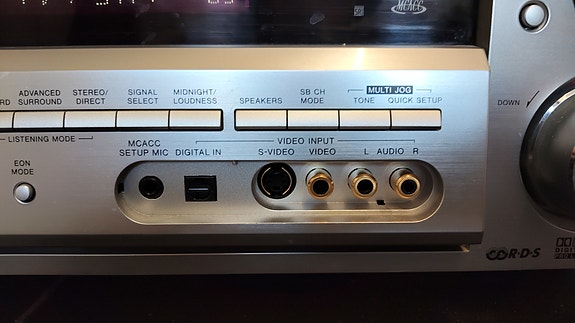 MCACC
RD
ADVANCED
SURROUND
STEREO/
DIRECT
SIGNAL
SELECT
MIDNIGHT/
LOUDNESS
SPEAKERS
SB CH
MODE
MULTI JOG
TONE
QUICK SETUP
DOWN
LISTENING MODE
MCACC
SETUP MIC
DIGITAL IN
VIDEO INPUT
S-VIDEO
VIDEO
L AUDIO R
EON
MODE
R·D·S